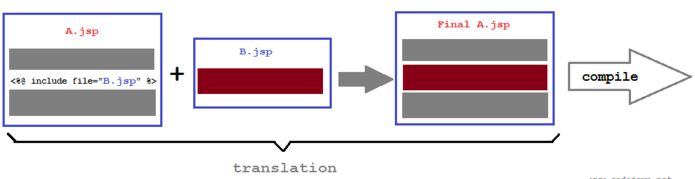 A.jsp
<%@ include file="B.jsp" %>
+
B.jsp
Final A.jsp
compile
translation